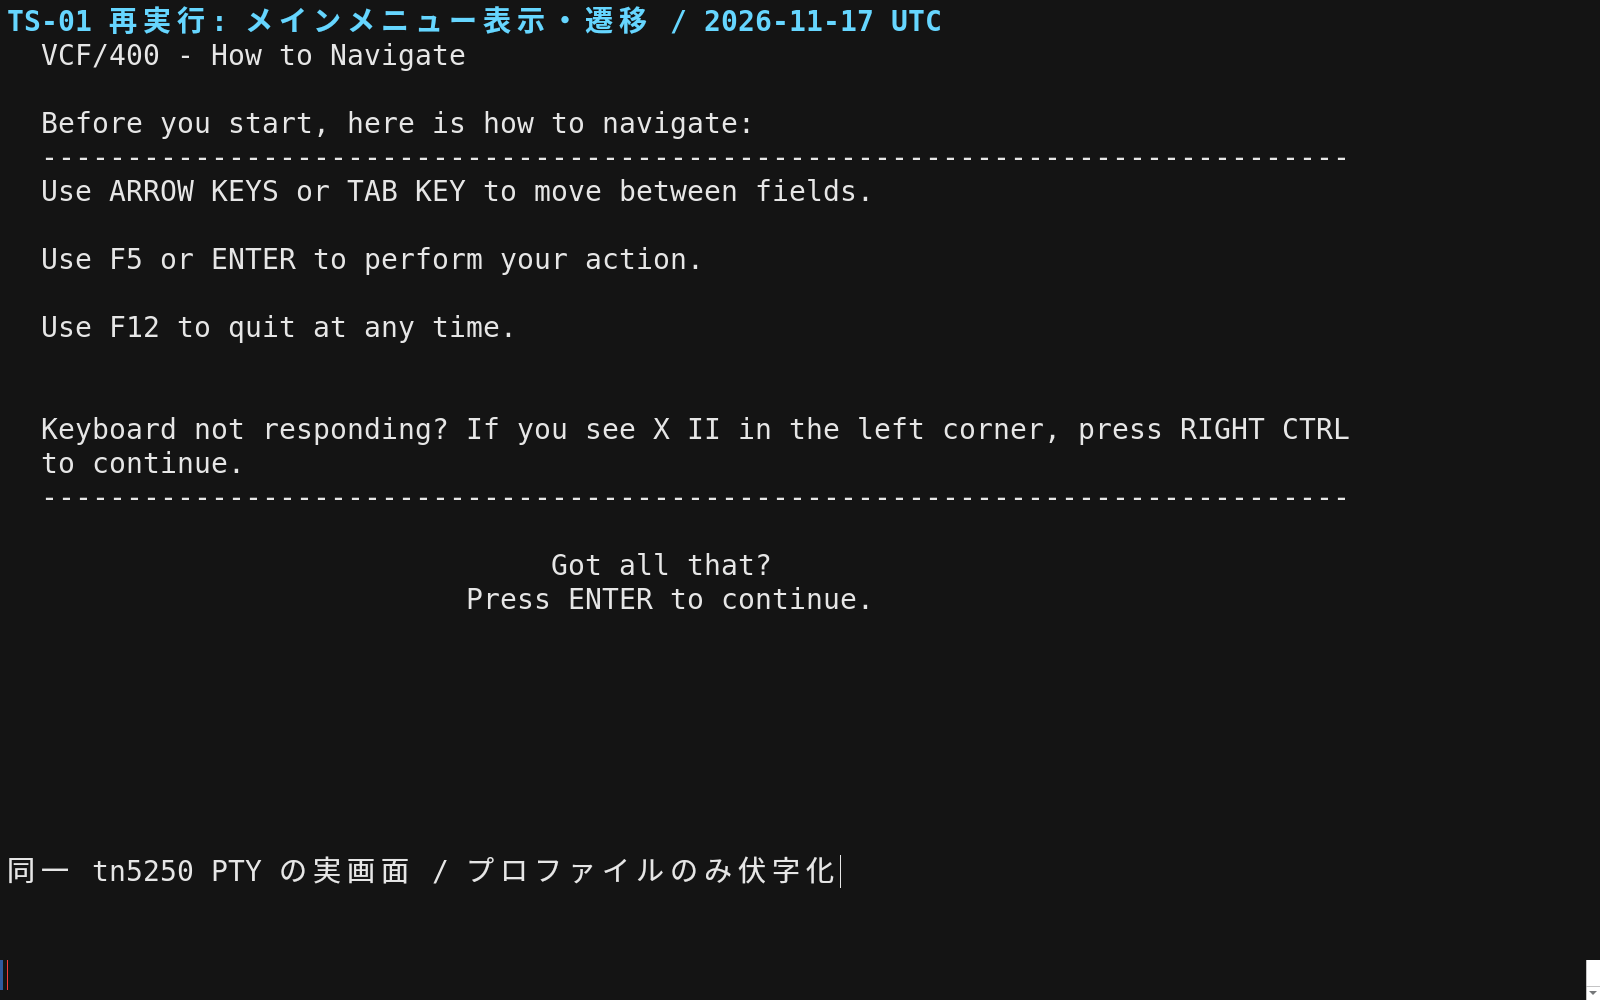 TS-01 再実行: メインメニュー表示・遷移 / 2026-11-17 UTC
VCF/400 - How to Navigate
Before you start, here is how to navigate:
-----------------------------------------------------------------------------
Use ARROW KEYS or TAB KEY to move between fields.
Use F5 or ENTER to perform your action.
Use F12 to quit at any time.
Keyboard not responding? If you see X II in the left corner, press RIGHT CTRL
to continue.
-----------------------------------------------------------------------------
Got all that?
Press ENTER to continue.
同一 tn5250 PTY の実画面 / プロファイルのみ伏字化